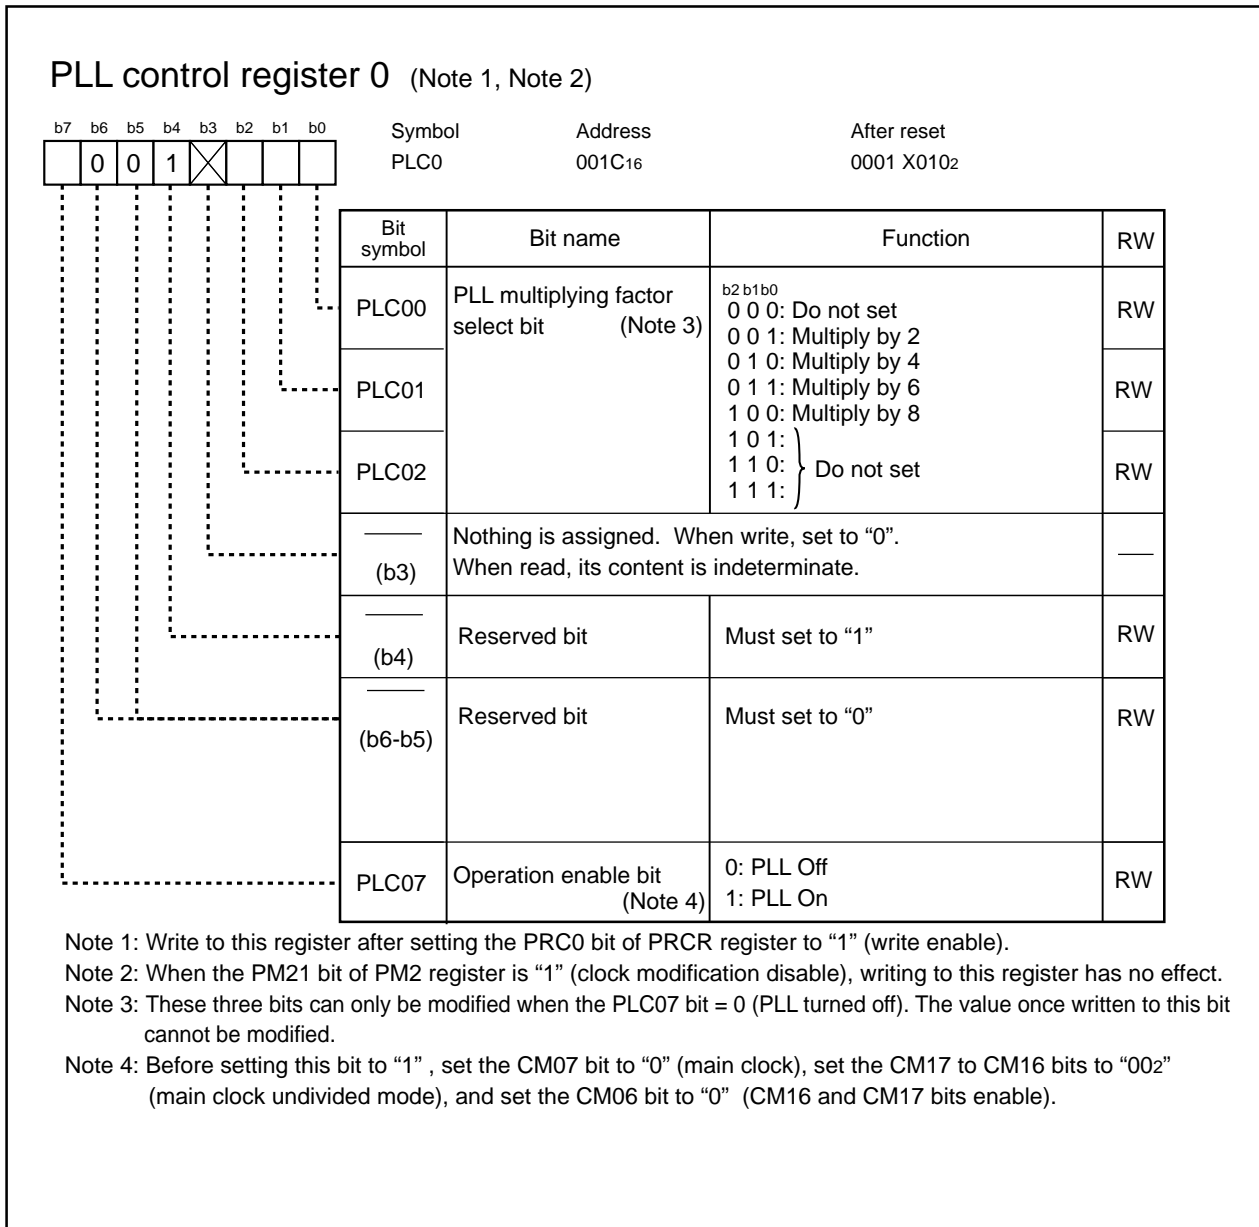 PLL control register 0 (Note 1, Note 2)
b7 b6 b5 b4 b3 b2 b1 b0
0 0 1
Symbol Address After reset
PLC0 001C16 0001 X0102
Bit symbol Bit name Function RW
PLC00 PLL multiplying factor select bit (Note 3) RW
b2 b1 b0
0 0 0: Do not set
0 0 1: Multiply by 2
0 1 0: Multiply by 4
0 1 1: Multiply by 6
1 0 0: Multiply by 8
1 0 1:
1 1 0: Do not set
1 1 1:
PLC01 RW
PLC02 RW
(b3) Nothing is assigned. When write, set to “0”.
When read, its content is indeterminate.
(b4) Reserved bit Must set to “1” RW
(b6-b5) Reserved bit Must set to “0” RW
PLC07 Operation enable bit (Note 4) RW
0: PLL Off
1: PLL On
Note 1: Write to this register after setting the PRC0 bit of PRCR register to “1” (write enable).
Note 2: When the PM21 bit of PM2 register is “1” (clock modification disable), writing to this register has no effect.
Note 3: These three bits can only be modified when the PLC07 bit = 0 (PLL turned off). The value once written to this bit
cannot be modified.
Note 4: Before setting this bit to “1” , set the CM07 bit to “0” (main clock), set the CM17 to CM16 bits to “002”
(main clock undivided mode), and set the CM06 bit to “0” (CM16 and CM17 bits enable).